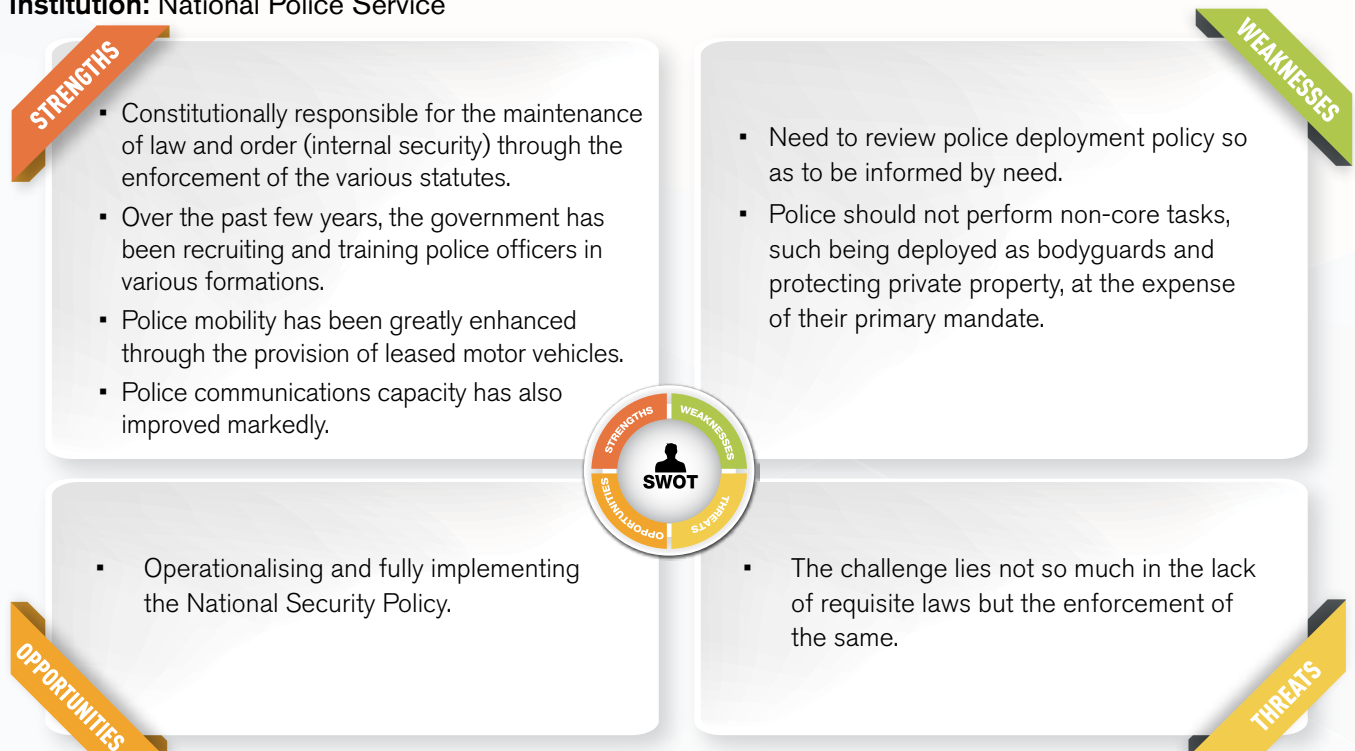 Institution: National Police Service
STRENGTHS
▪ Constitutionally responsible for the maintenance
of law and order (internal security) through the
enforcement of the various statutes.
▪ Over the past few years, the government has
been recruiting and training police officers in
various formations.
▪ Police mobility has been greatly enhanced
through the provision of leased motor vehicles.
▪ Police communications capacity has also
improved markedly.
WEAKNESSES
▪ Need to review police deployment policy so
as to be informed by need.
▪ Police should not perform non-core tasks,
such being deployed as bodyguards and
protecting private property, at the expense
of their primary mandate.
STRENGTHS
WEAKNESSES
SWOT
OPPORTUNITIES
THREATS
▪ Operationalising and fully implementing
the National Security Policy.
OPPORTUNITIES
▪ The challenge lies not so much in the lack
of requisite laws but the enforcement of
the same.
THREATS